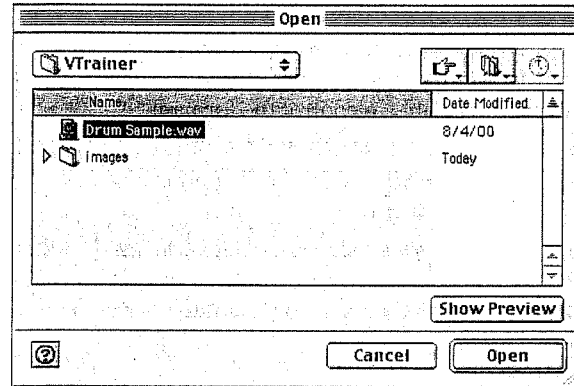 Open
VTrainer
Name Date Modified
Drum Sample.wav 8/4/00
images Today
Show Preview
? Cancel Open